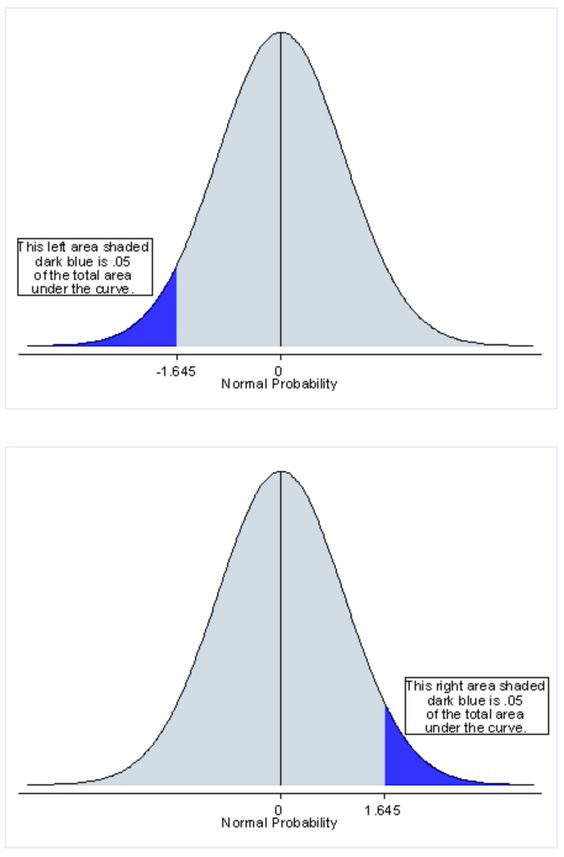 This left area shaded
dark blue is .05
of the total area
under the curve.
-1.645 0
Normal Probability
This right area shaded
dark blue is .05
of the total area
under the curve.
0 1.645
Normal Probability